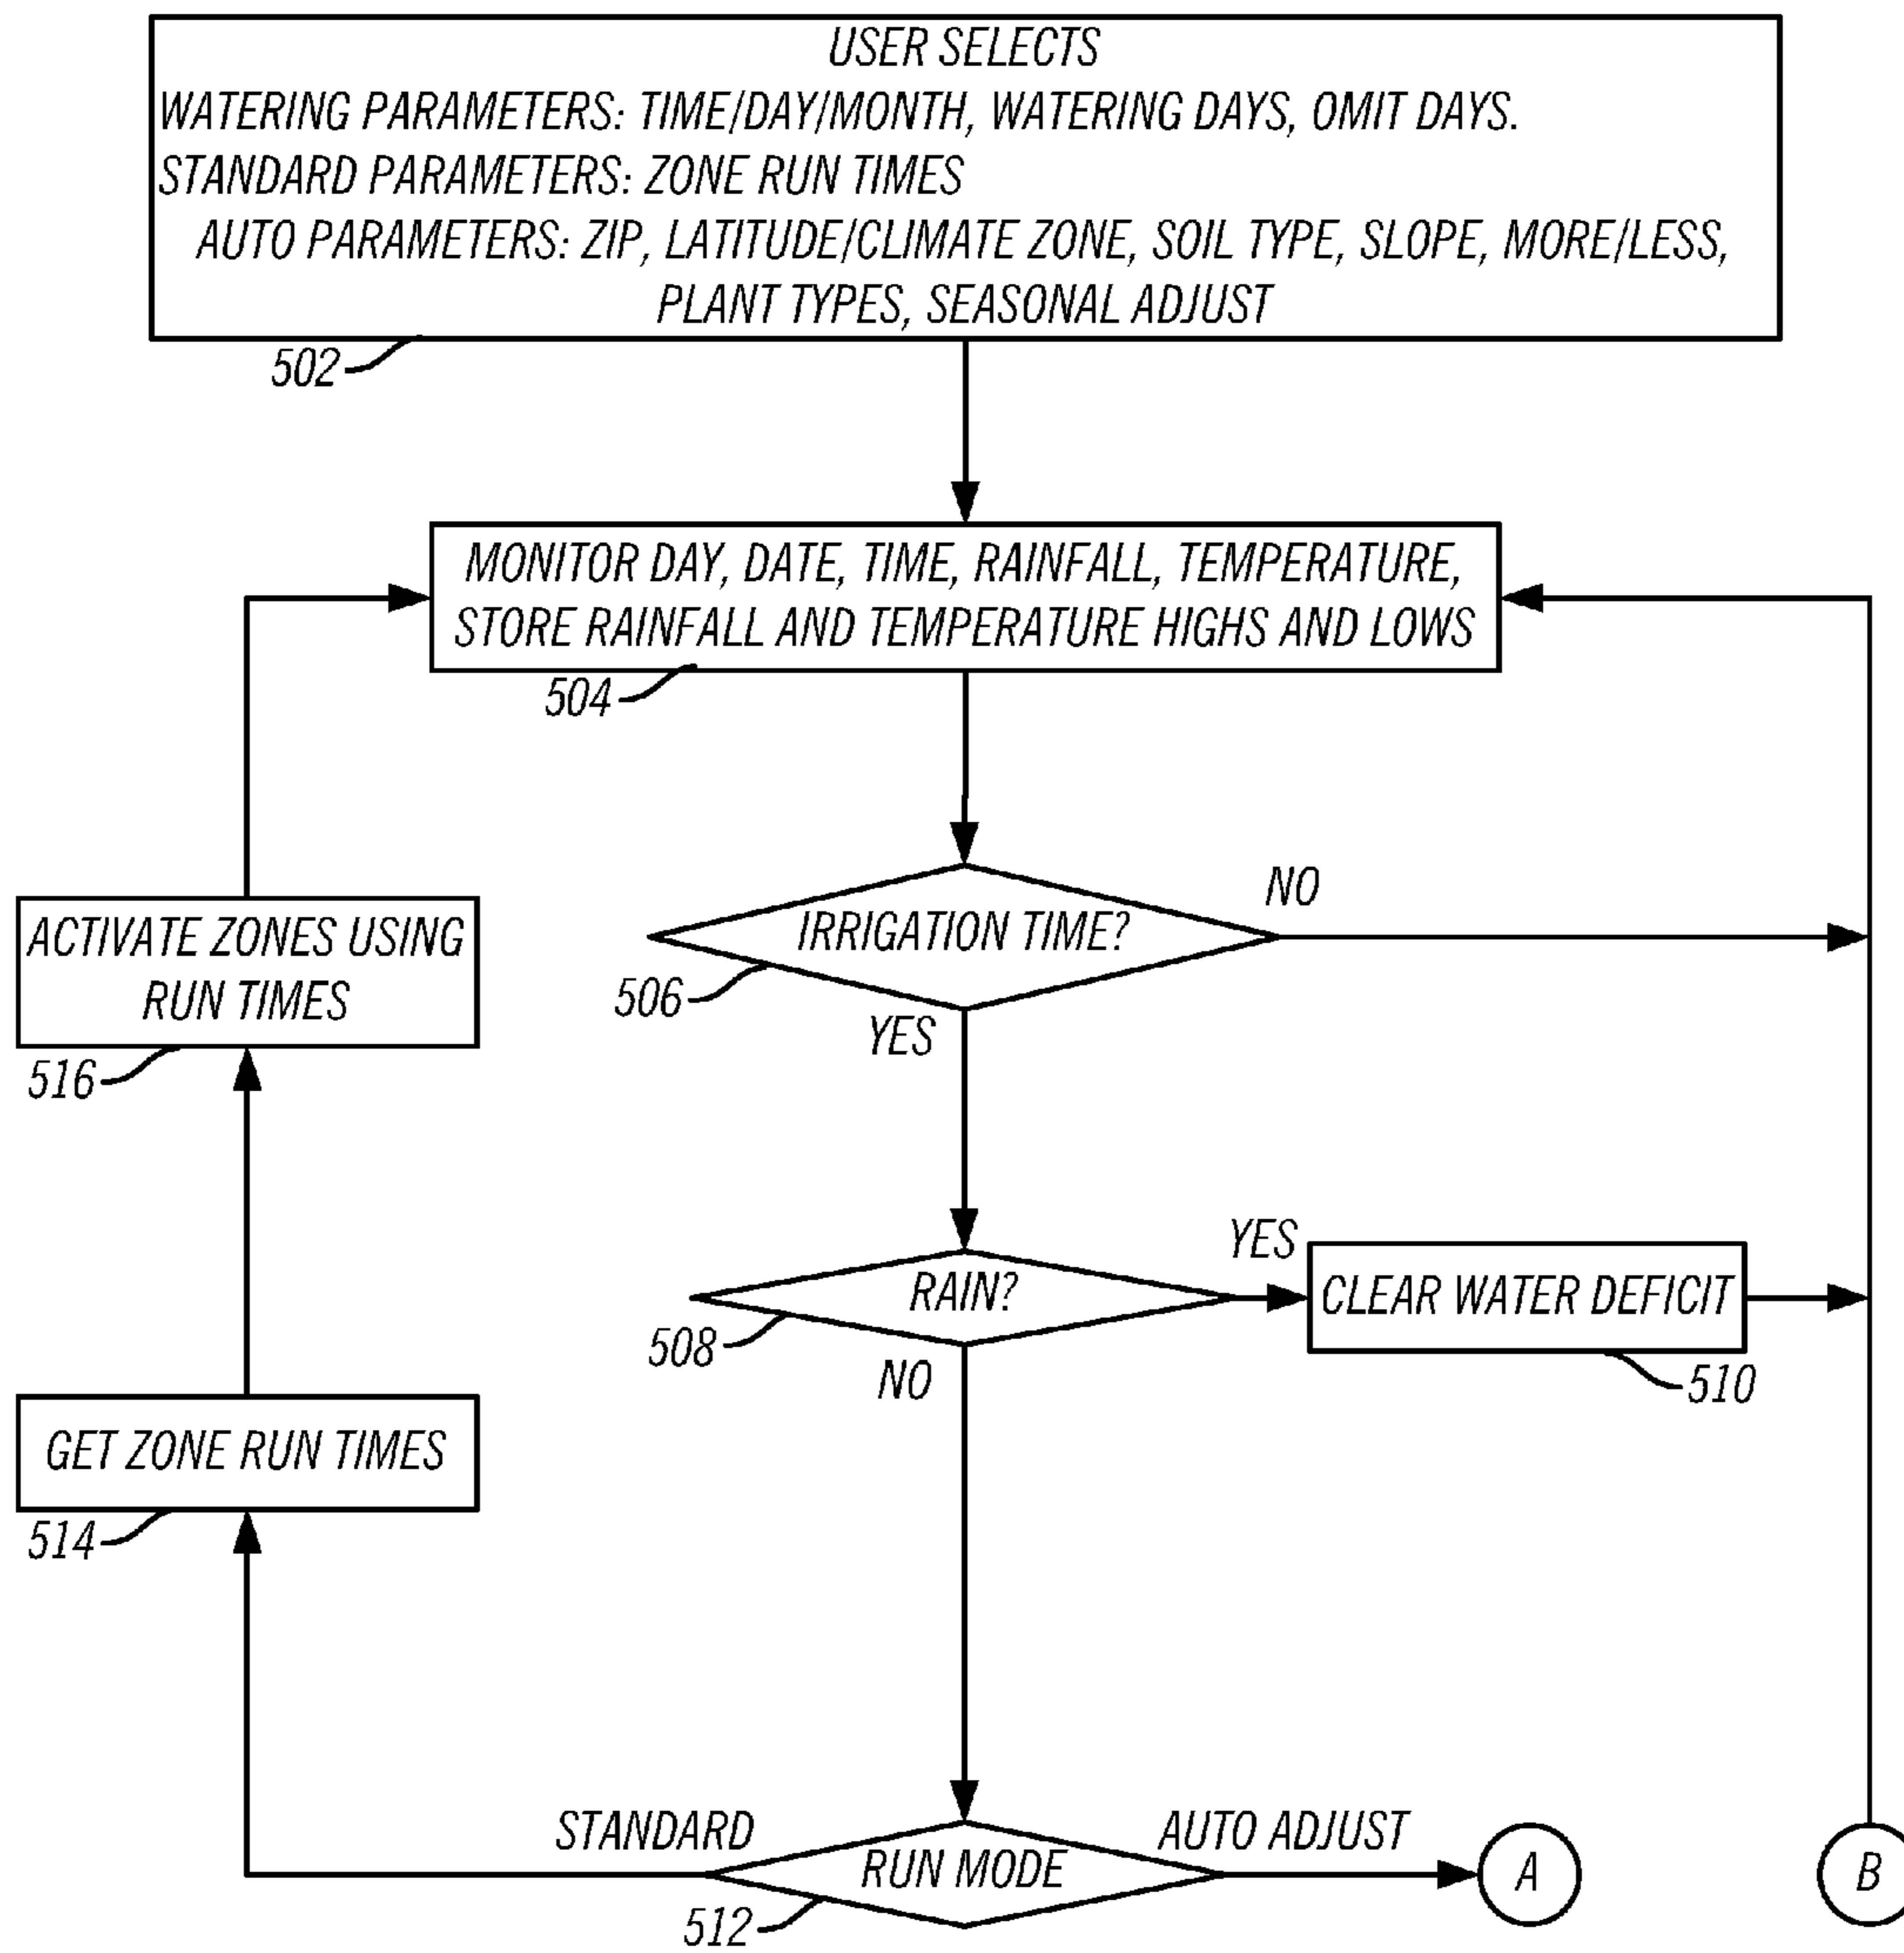 USER SELECTS
WATERING PARAMETERS: TIME/DAY/MONTH, WATERING DAYS, OMIT DAYS.
STANDARD PARAMETERS: ZONE RUN TIMES
AUTO PARAMETERS: ZIP, LATITUDE/CLIMATE ZONE, SOIL TYPE, SLOPE, MORE/LESS,
PLANT TYPES, SEASONAL ADJUST
502
MONITOR DAY, DATE, TIME, RAINFALL, TEMPERATURE,
STORE RAINFALL AND TEMPERATURE HIGHS AND LOWS
504
IRRIGATION TIME?
NO
506
YES
ACTIVATE ZONES USING
RUN TIMES
516
RAIN?
YES
CLEAR WATER DEFICIT
508
NO
510
GET ZONE RUN TIMES
514
STANDARD
RUN MODE
AUTO ADJUST
512
A
B